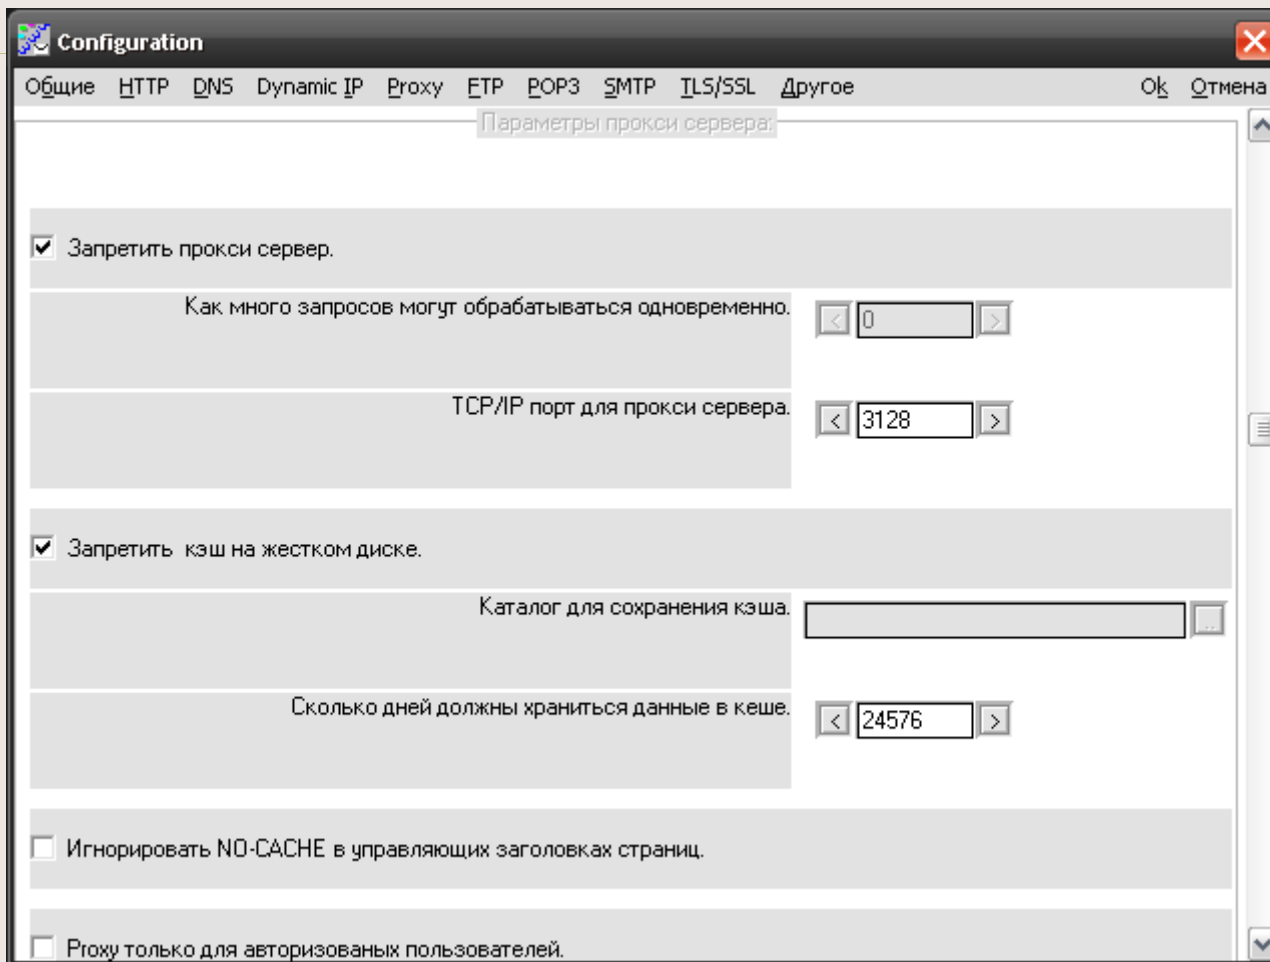 Configuration
Общие HTTP DNS Dynamic IP Proxy FTP POP3 SMTP TLS/SSL Другое Ok Отмена
Параметры прокси сервера:
Запретить прокси сервер.
Как много запросов могут обрабатываться одновременно. < 0 >
TCP/IP порт для прокси сервера. < 3128 >
Запретить кэш на жестком диске.
Каталог для сохранения кэша. ..
Сколько дней должны храниться данные в кеше. < 24576 >
Игнорировать NO-CACHE в управляющих заголовках страниц.
Proxy только для авторизованых пользователей.